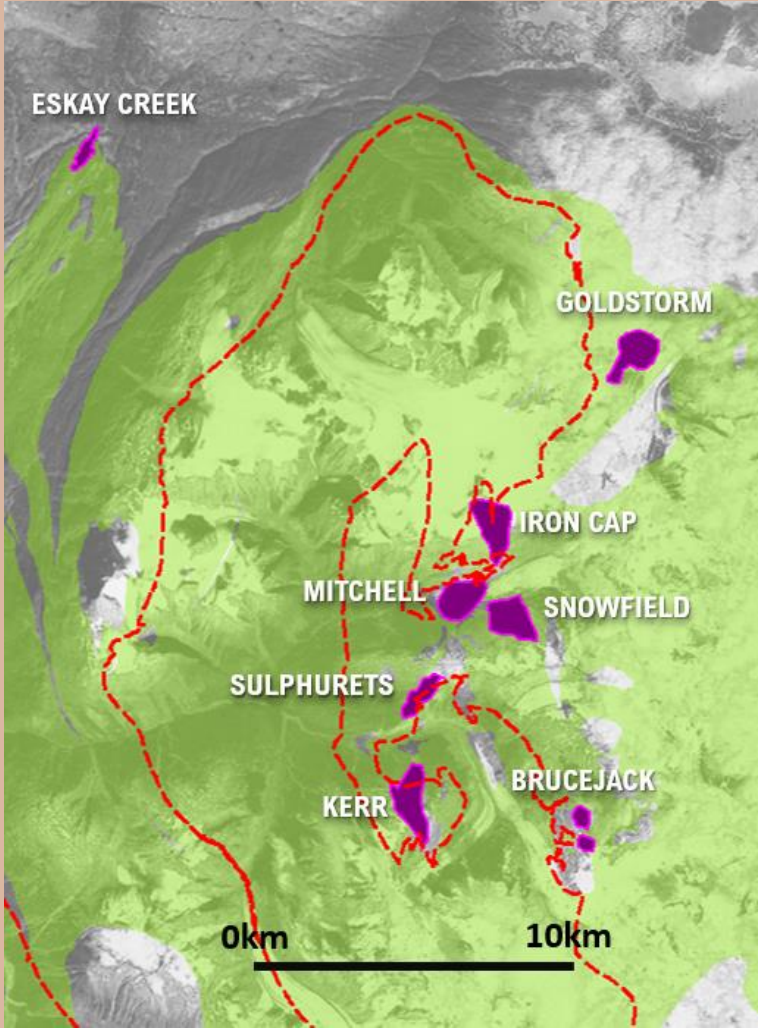 ESKAY CREEK
GOLDSTORM
IRON CAP
MITCHELL
SNOWFIELD
SULPHURETS
BRUCEJACK
KERR
0km
10km